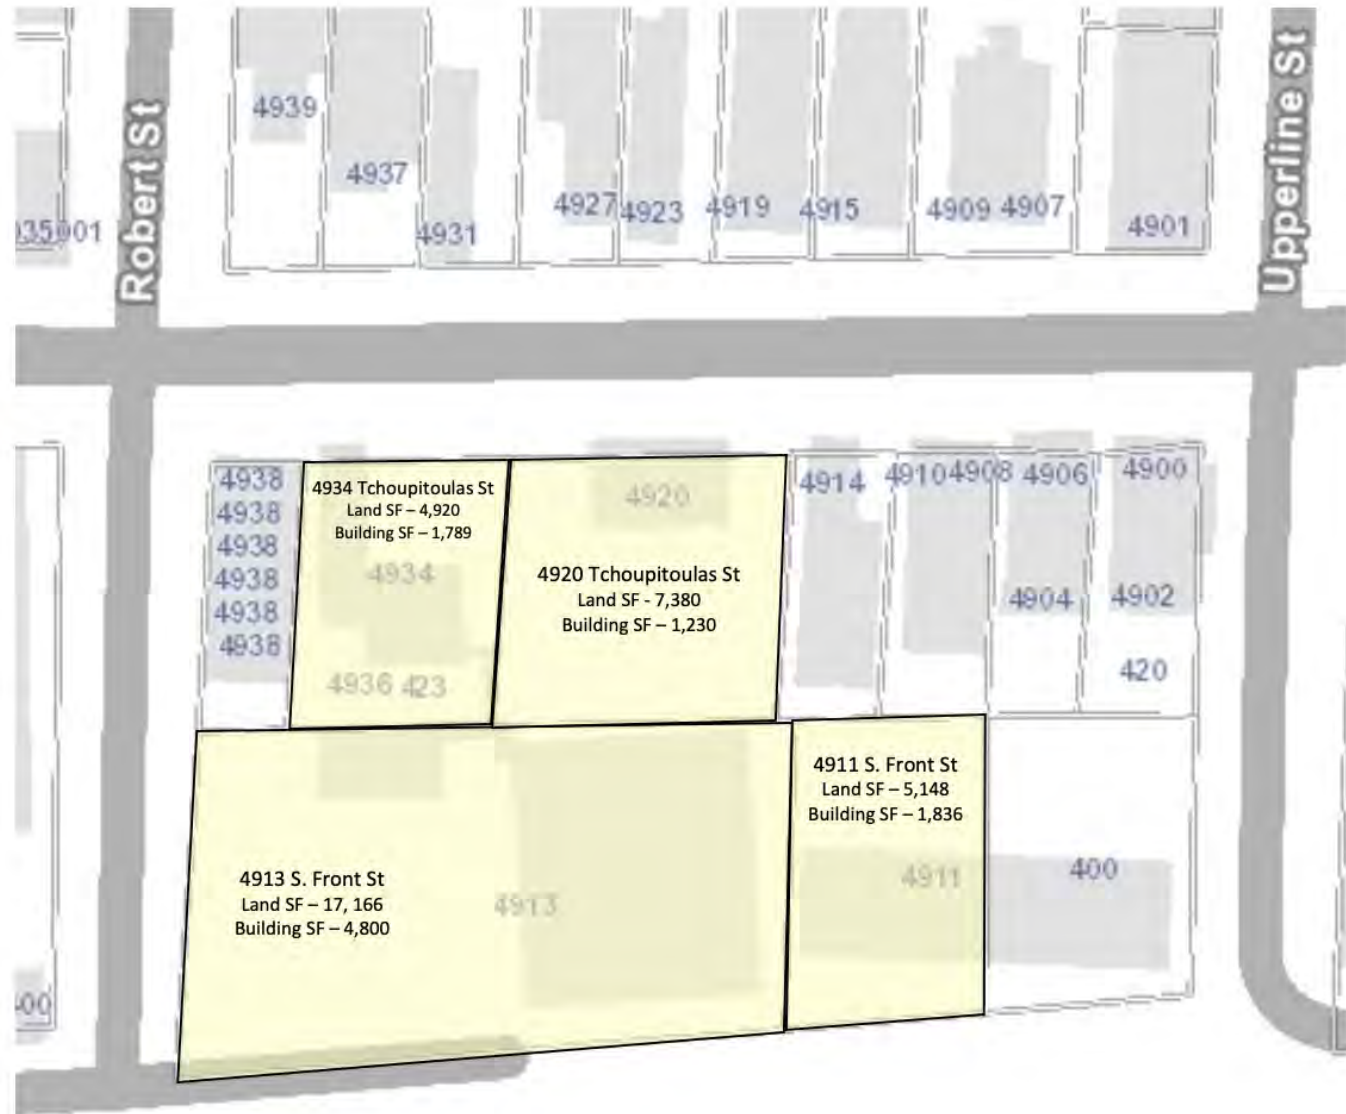 4939
4937
4931
4927
4923
4919
4915
4909 4907
4901
035001
Robert St
Upperline St
4938
4938
4938
4938
4938
4938
4934 Tchoupitoulas St
Land SF – 4,920
Building SF – 1,789
4934
4936 423
4920
4920 Tchoupitoulas St
Land SF - 7,380
Building SF – 1,230
4914
4910 4908
4906
4900
4904
4902
420
4913 S. Front St
Land SF – 17, 166
Building SF – 4,800
4913
4911 S. Front St
Land SF – 5,148
Building SF – 1,836
4911
400